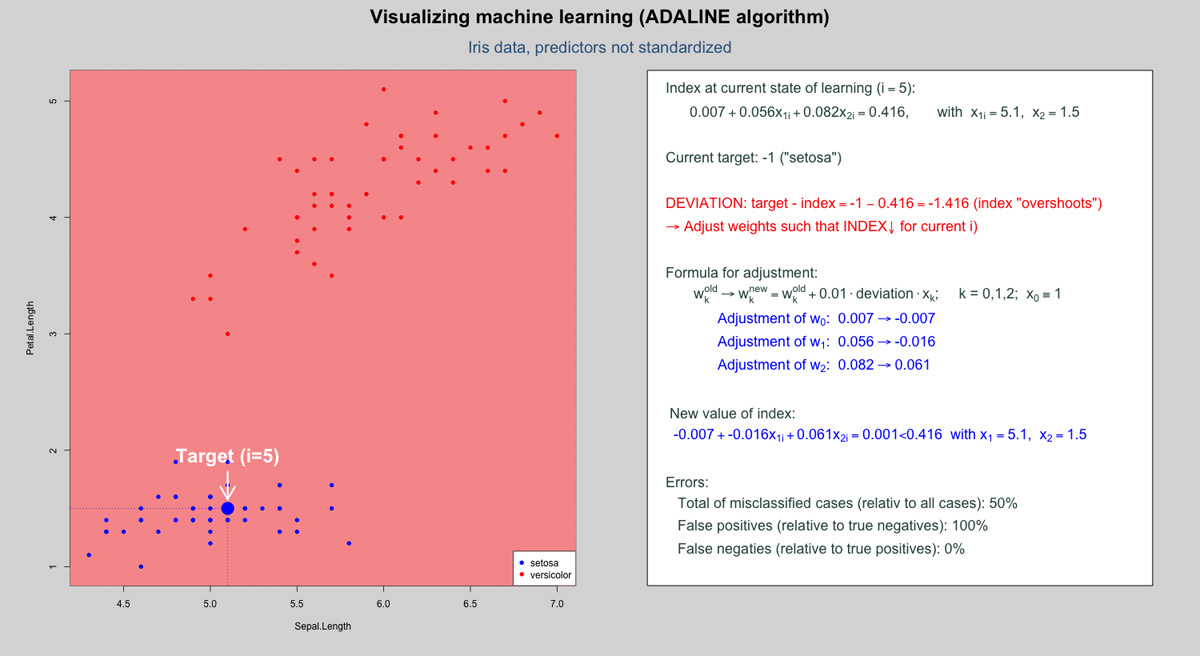 Visualizing machine learning (ADALINE algorithm)
Iris data, predictors not standardized
Petal.Length
5
4
3
2
1
Target (i=5)
setosa
versicolor
4.5 5.0 5.5 6.0 6.5 7.0
Sepal.Length
Index at current state of learning (i = 5):
0.007 + 0.056x₁ᵢ + 0.082x₂ᵢ = 0.416, with x₁ᵢ = 5.1, x₂ = 1.5
Current target: -1 ("setosa")
DEVIATION: target - index = -1 − 0.416 = -1.416 (index "overshoots")
→ Adjust weights such that INDEX↓ for current i)
Formula for adjustment:
wₖ^old → wₖ^new = wₖ^old + 0.01 · deviation · xₖ; k = 0,1,2; x₀ ≡ 1
Adjustment of w₀: 0.007 → -0.007
Adjustment of w₁: 0.056 → -0.016
Adjustment of w₂: 0.082 → 0.061
New value of index:
-0.007 + -0.016x₁ᵢ + 0.061x₂ᵢ = 0.001<0.416 with x₁ = 5.1, x₂ = 1.5
Errors:
Total of misclassified cases (relativ to all cases): 50%
False positives (relative to true negatives): 100%
False negaties (relative to true positives): 0%